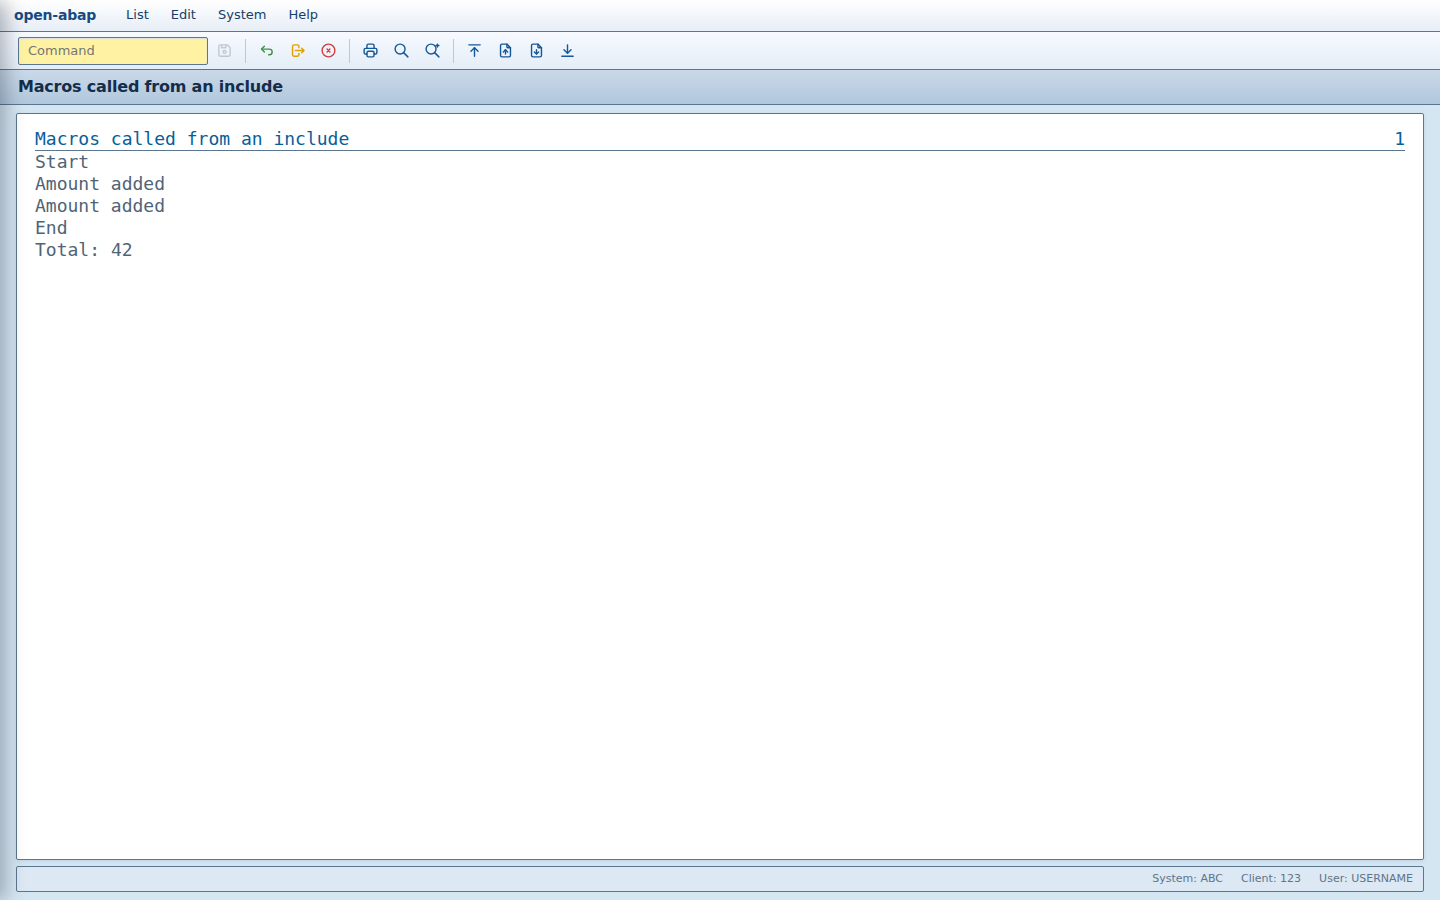 open-abap List Edit System Help
Command
Macros called from an include
Macros called from an include 1
Start
Amount added
Amount added
End
Total: 42
System: ABC Client: 123 User: USERNAME